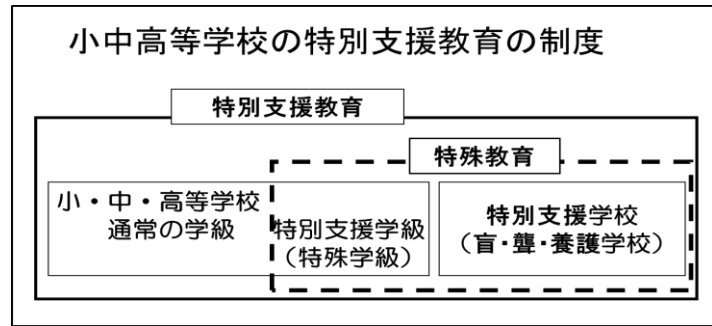 小中高等学校の特別支援教育の制度
特別支援教育
特殊教育
小・中・高等学校
通常の学級
特別支援学級
（特殊学級）
特別支援学校
（盲・聾・養護学校）